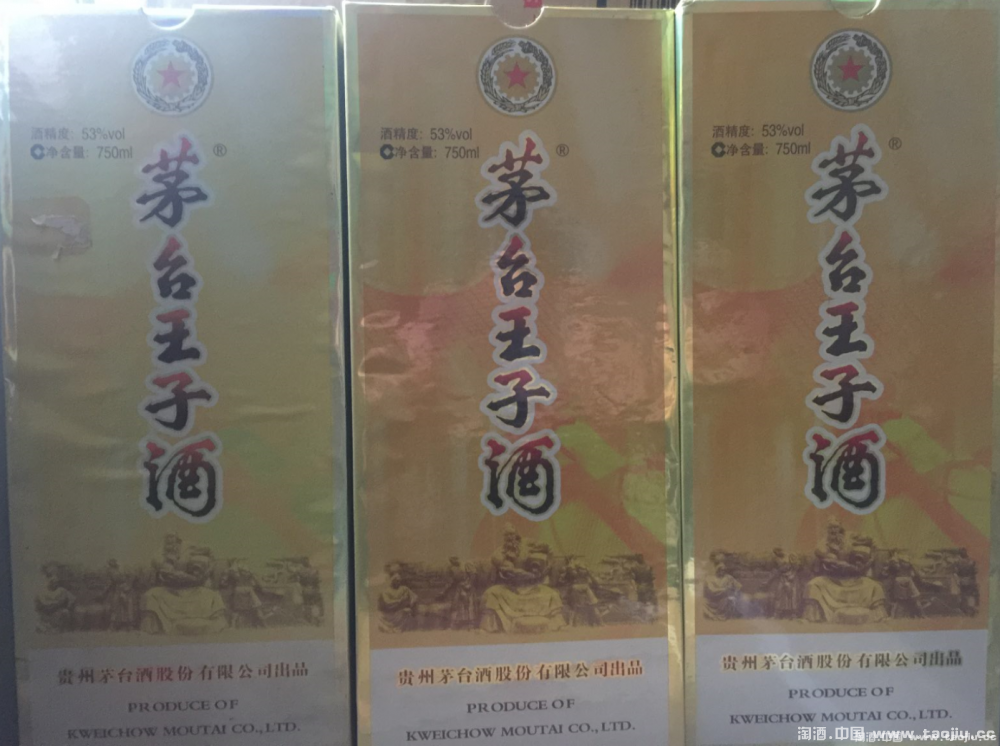 酒精度：53%vol
C净含量：750ml
茅台王子酒®
贵州茅台酒股份有限公司出品
PRODUCE OF
KWEICHOW MOUTAI CO.,LTD.
酒精度：53%vol
C净含量：750ml
茅台王子酒®
贵州茅台酒股份有限公司出品
PRODUCE OF
KWEICHOW MOUTAI CO.,LTD.
酒精度：53%vol
C净含量：750ml
茅台王子酒®
贵州茅台酒股份有限公司出品
PRODUCE OF
KWEICHOW MOUTAI CO.,LTD.
淘酒.中国 www.taojiu.cc